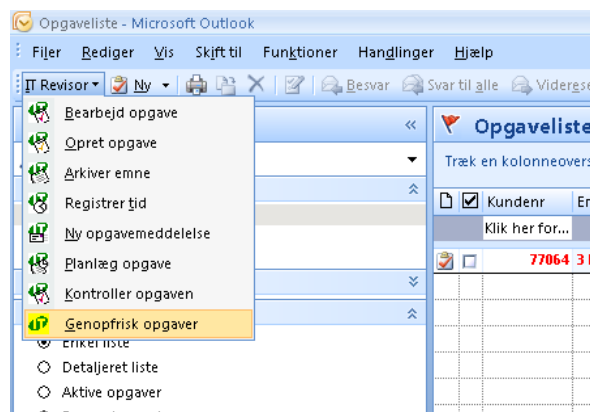 Opgaveliste - Microsoft Outlook
Filer Rediger Vis Skift til Funktioner Handlinger Hjælp
IT Revisor Ny Besvar Svar til alle
Bearbejd opgave
Opret opgave
Arkiver emne
Registrer tid
Ny opgavemeddelelse
Planlæg opgave
Kontroller opgaven
Genopfrisk opgaver
Enkel liste
Detaljeret liste
Aktive opgaver
Opgaveliste
Træk en kolonneovers
Kundenr
Klik her for...
77064 3